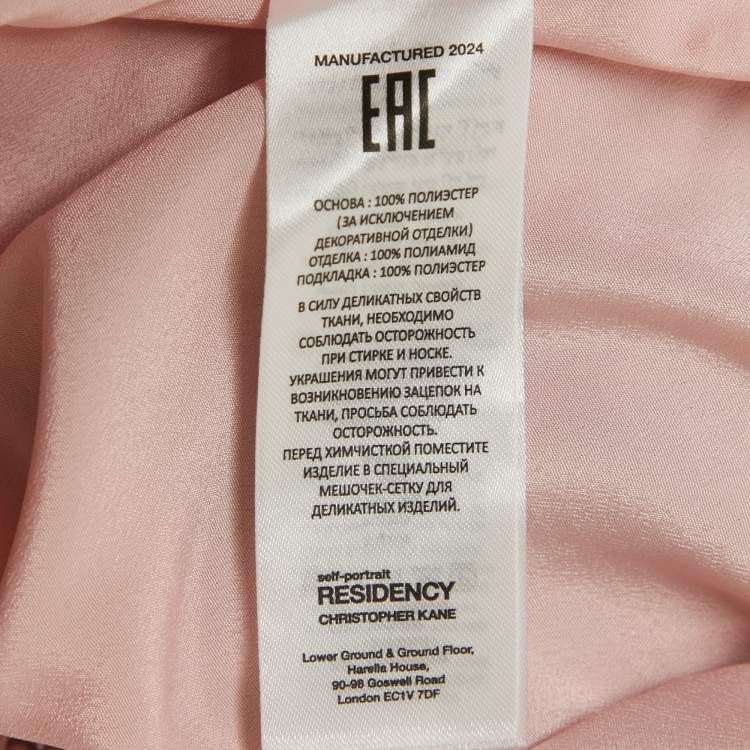 MANUFACTURED 2024
EAC
ОСНОВА : 100% ПОЛИЭСТЕР
(ЗА ИСКЛЮЧЕНИЕМ
ДЕКОРАТИВНОЙ ОТДЕЛКИ)
ОТДЕЛКА : 100% ПОЛИАМИД
ПОДКЛАДКА : 100% ПОЛИЭСТЕР
В СИЛУ ДЕЛИКАТНЫХ СВОЙСТВ
ТКАНИ, НЕОБХОДИМО
СОБЛЮДАТЬ ОСТОРОЖНОСТЬ
ПРИ СТИРКЕ И НОСКЕ.
УКРАШЕНИЯ МОГУТ ПРИВЕСТИ К
ВОЗНИКНОВЕНИЮ ЗАЦЕПОК НА
ТКАНИ, ПРОСЬБА СОБЛЮДАТЬ
ОСТОРОЖНОСТЬ.
ПЕРЕД ХИМЧИСТКОЙ ПОМЕСТИТЕ
ИЗДЕЛИЕ В СПЕЦИАЛЬНЫЙ
МЕШОЧЕК-СЕТКУ ДЛЯ
ДЕЛИКАТНЫХ ИЗДЕЛИЙ.
self-portrait
RESIDENCY
CHRISTOPHER KANE
Lower Ground & Ground Floor,
Harella House,
90-98 Goswell Road
London EC1V 7DF